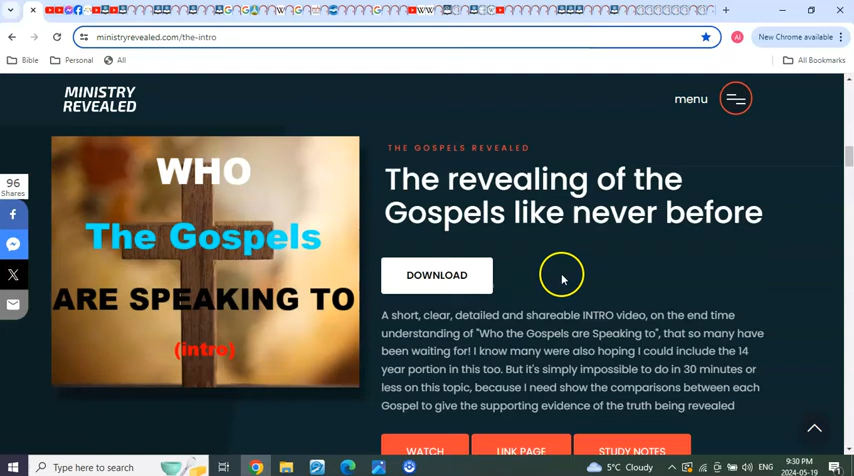 ministryrevealed.com/the-intro
New Chrome available
Bible
Personal
All
All Bookmarks
MINISTRY
REVEALED
menu
96
Shares
WHO
The Gospels
ARE SPEAKING TO
(intro)
THE GOSPELS REVEALED
The revealing of the
Gospels like never before
DOWNLOAD
A short, clear, detailed and shareable INTRO video, on the end time
understanding of "Who the Gospels are Speaking to", that so many have
been waiting for! I know many were also hoping I could include the 14
year portion in this too. But it's simply impossible to do in 30 minutes or
less on this topic, because I need show the comparisons between each
Gospel to give the supporting evidence of the truth being revealed
WATCH
LINK PAGE
STUDY NOTES
Type here to search
5°C Cloudy
ENG
9:30 PM
2024-05-19